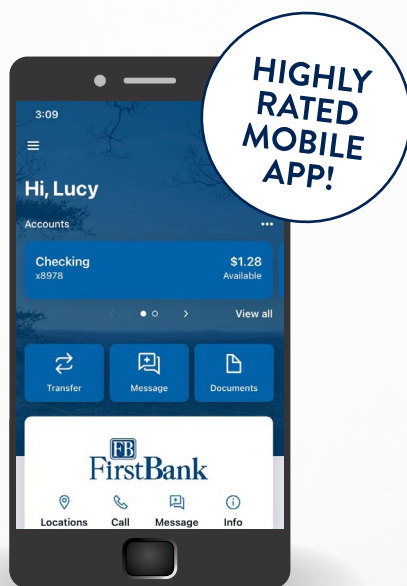 HIGHLY
RATED
MOBILE
APP!
3:09
Hi, Lucy
Accounts
Checking $1.28
x8978 Available
View all
Transfer Message Documents
FB
FirstBank
Locations Call Message Info